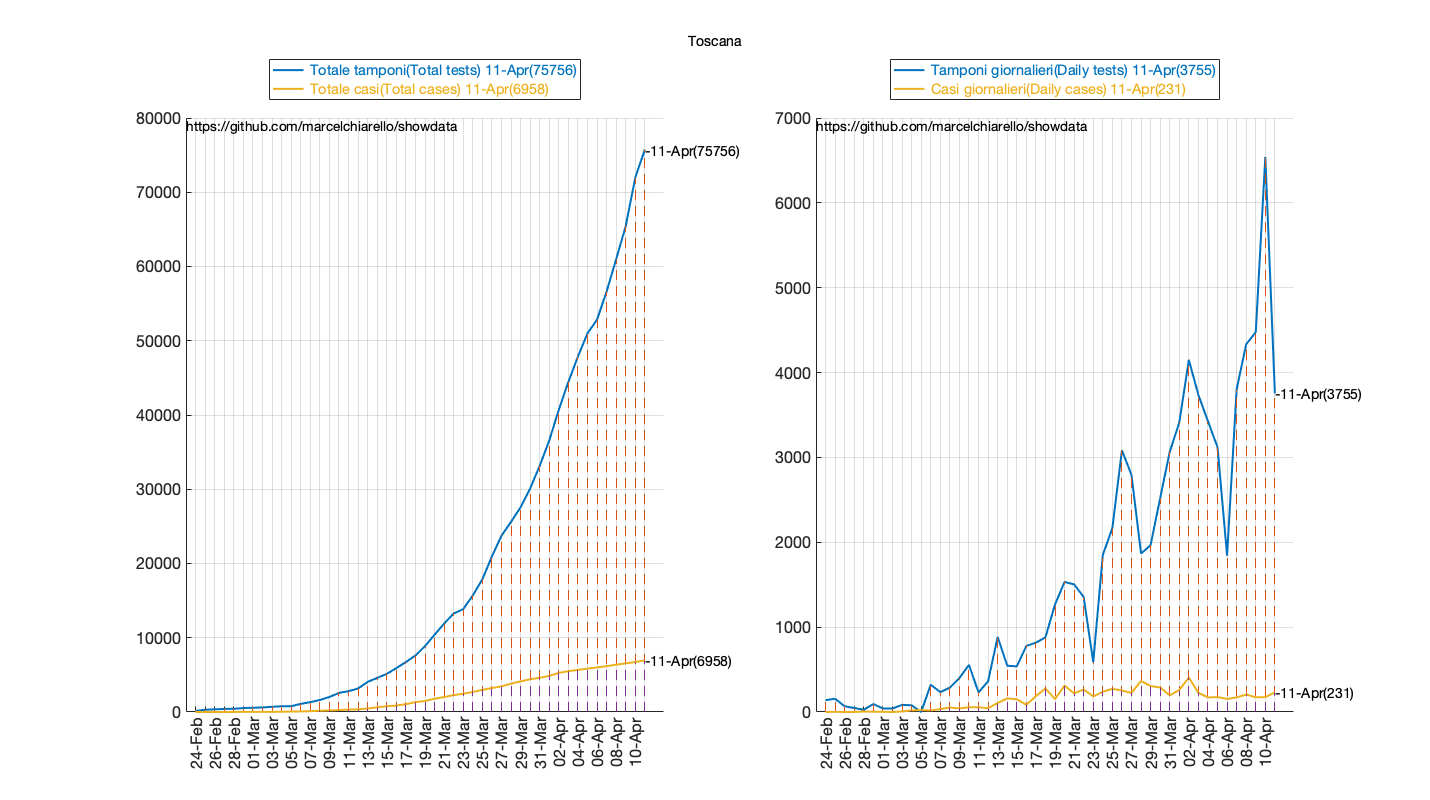 Toscana
Totale tamponi(Total tests) 11-Apr(75756)
Totale casi(Total cases) 11-Apr(6958)
80000
70000
60000
50000
40000
30000
20000
10000
0
https://github.com/marcelchiarello/showdata
-11-Apr(75756)
-11-Apr(6958)
24-Feb
26-Feb
28-Feb
01-Mar
03-Mar
05-Mar
07-Mar
09-Mar
11-Mar
13-Mar
15-Mar
17-Mar
19-Mar
21-Mar
23-Mar
25-Mar
27-Mar
29-Mar
31-Mar
02-Apr
04-Apr
06-Apr
08-Apr
10-Apr
Tamponi giornalieri(Daily tests) 11-Apr(3755)
Casi giornalieri(Daily cases) 11-Apr(231)
7000
6000
5000
4000
3000
2000
1000
0
https://github.com/marcelchiarello/showdata
-11-Apr(3755)
-11-Apr(231)
24-Feb
26-Feb
28-Feb
01-Mar
03-Mar
05-Mar
07-Mar
09-Mar
11-Mar
13-Mar
15-Mar
17-Mar
19-Mar
21-Mar
23-Mar
25-Mar
27-Mar
29-Mar
31-Mar
02-Apr
04-Apr
06-Apr
08-Apr
10-Apr